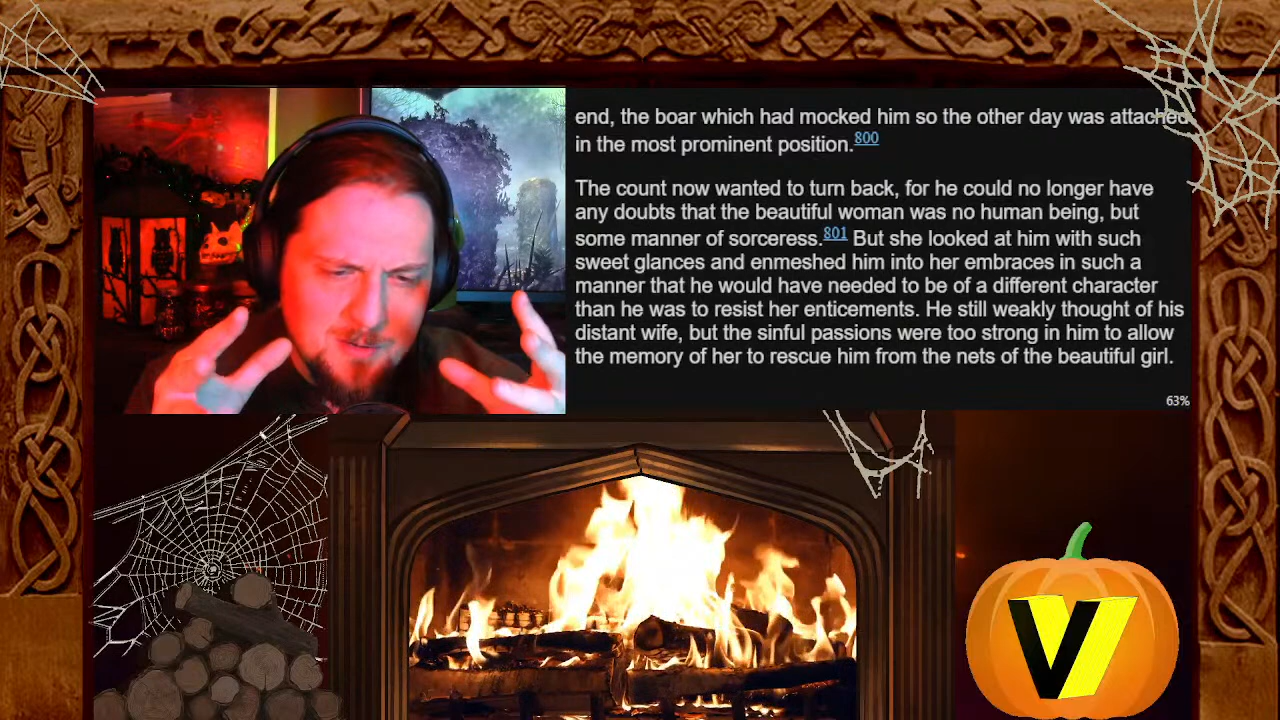 end, the boar which had mocked him so the other day was attached
in the most prominent position.800
The count now wanted to turn back, for he could no longer have
any doubts that the beautiful woman was no human being, but
some manner of sorceress.801 But she looked at him with such
sweet glances and enmeshed him into her embraces in such a
manner that he would have needed to be of a different character
than he was to resist her enticements. He still weakly thought of his
distant wife, but the sinful passions were too strong in him to allow
the memory of her to rescue him from the nets of the beautiful girl.
63%
V